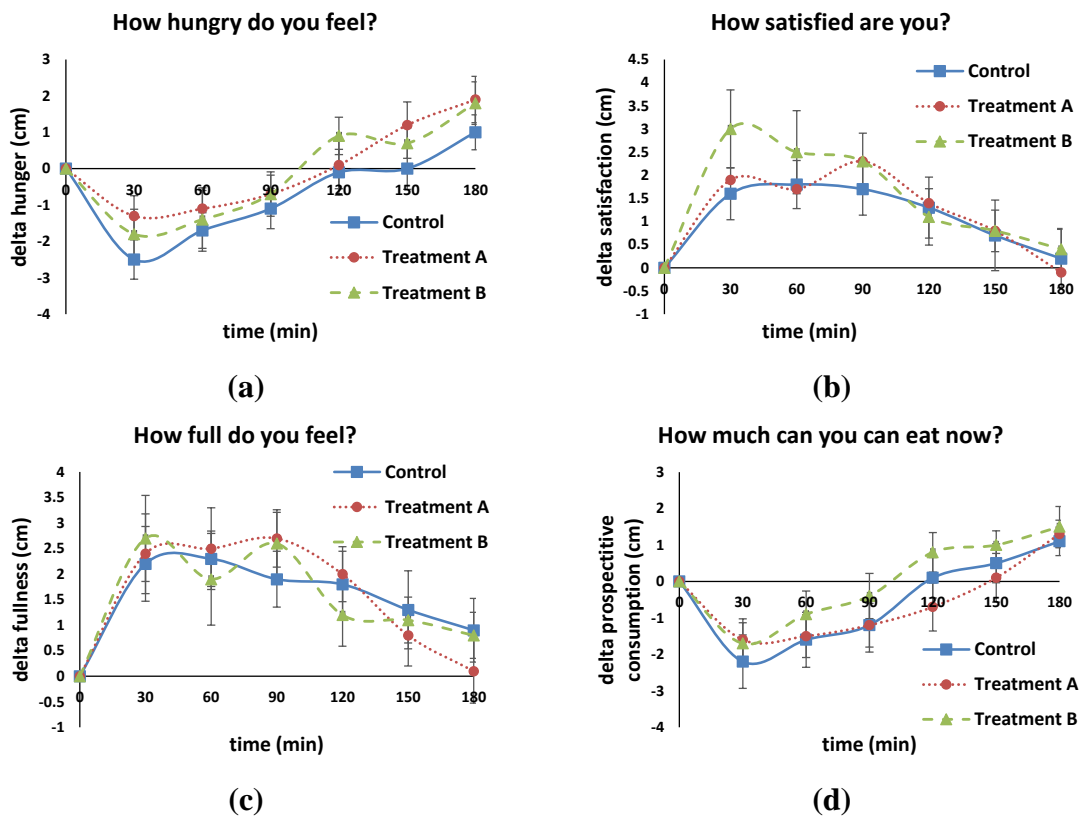 How hungry do you feel?
3
2
1
0
-1
-2
-3
-4
delta hunger (cm)
0 30 60 90 120 150 180
Control
Treatment A
Treatment B
time (min)
(a)
How satisfied are you?
4.5
4
3.5
3
2.5
2
1.5
1
0.5
0
-0.5
-1
delta satisfaction (cm)
Control
Treatment A
Treatment B
0 30 60 90 120 150 180
time (min)
(b)
How full do you feel?
4
3.5
3
2.5
2
1.5
1
0.5
0
-0.5
-1
delta fullness (cm)
Control
Treatment A
Treatment B
0 30 60 90 120 150 180
time (min)
(c)
How much can you can eat now?
3
2
1
0
-1
-2
-3
-4
delta prospectitive
consumption (cm)
0 30 60 90 120 150 180
Control
Treatment A
Treatment B
time (min)
(d)